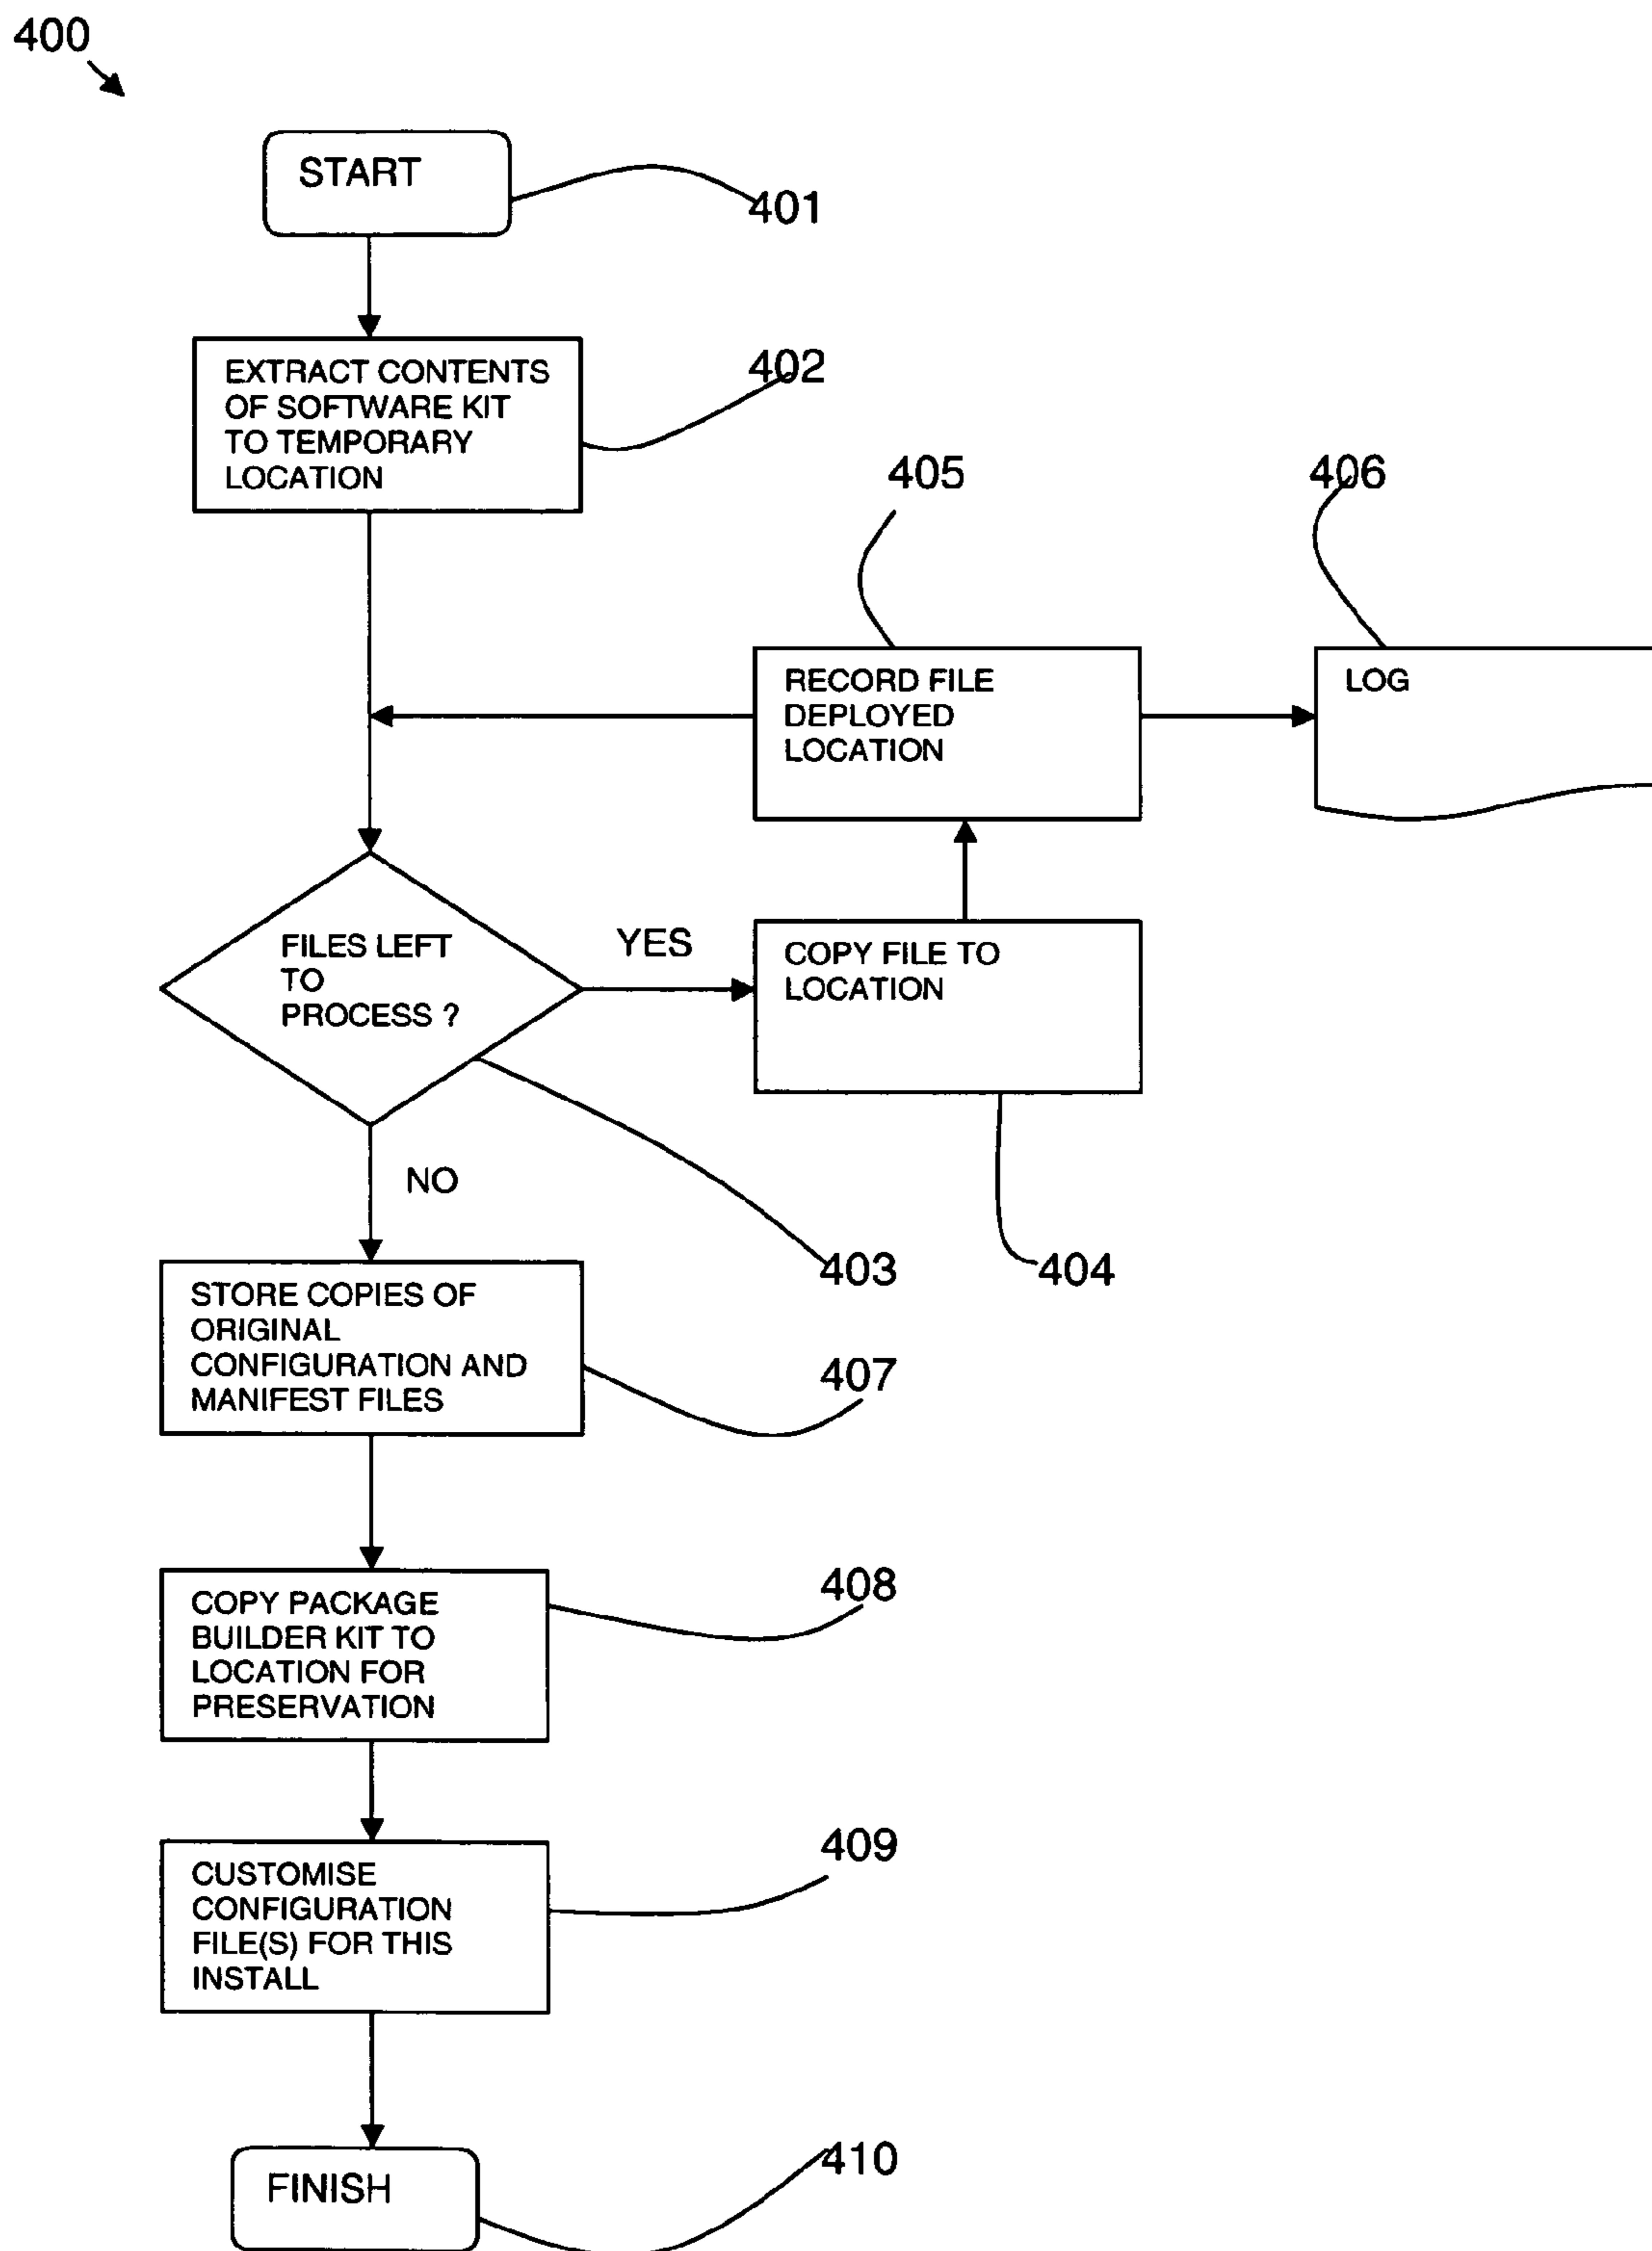 400
START
401
EXTRACT CONTENTS
OF SOFTWARE KIT
TO TEMPORARY
LOCATION
402
405
406
RECORD FILE
DEPLOYED
LOCATION
LOG
FILES LEFT
TO
PROCESS ?
YES
COPY FILE TO
LOCATION
NO
403
404
STORE COPIES OF
ORIGINAL
CONFIGURATION AND
MANIFEST FILES
407
COPY PACKAGE
BUILDER KIT TO
LOCATION FOR
PRESERVATION
408
CUSTOMISE
CONFIGURATION
FILE(S) FOR THIS
INSTALL
409
FINISH
410